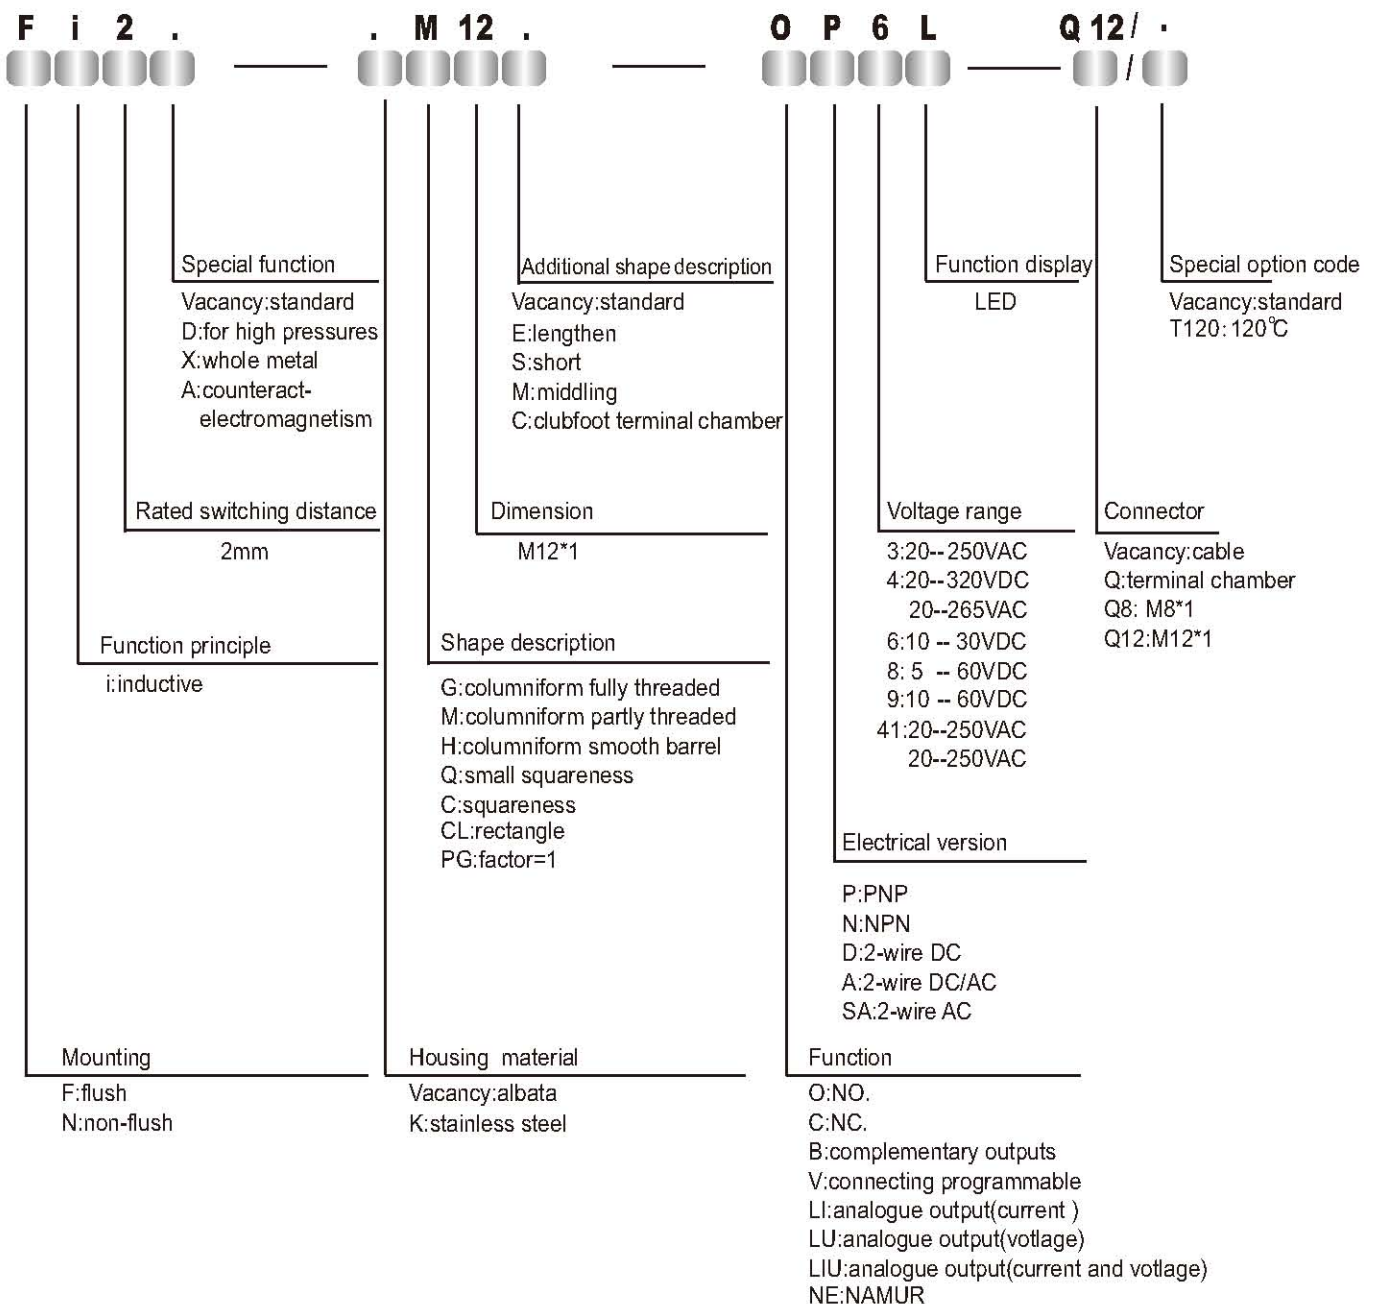 F i 2 . . M 12 . O P 6 L Q 12 / .
—— —— —— /
Special function
Vacancy:standard
D:for high pressures
X:whole metal
A:counteract-
electromagnetism
Additional shape description
Vacancy:standard
E:lengthen
S:short
M:middling
C:clubfoot terminal chamber
Function display
LED
Special option code
Vacancy:standard
T120:120℃
Rated switching distance
2mm
Dimension
M12*1
Voltage range
3:20--250VAC
4:20--320VDC
20--265VAC
6:10 -- 30VDC
8: 5 -- 60VDC
9:10 -- 60VDC
41:20--250VAC
20--250VAC
Connector
Vacancy:cable
Q:terminal chamber
Q8: M8*1
Q12:M12*1
Function principle
i:inductive
Shape description
G:columniform fully threaded
M:columniform partly threaded
H:columniform smooth barrel
Q:small squareness
C:squareness
CL:rectangle
PG:factor=1
Electrical version
P:PNP
N:NPN
D:2-wire DC
A:2-wire DC/AC
SA:2-wire AC
Mounting
F:flush
N:non-flush
Housing material
Vacancy:albata
K:stainless steel
Function
O:NO.
C:NC.
B:complementary outputs
V:connecting programmable
LI:analogue output(current )
LU:analogue output(votlage)
LIU:analogue output(current and votlage)
NE:NAMUR